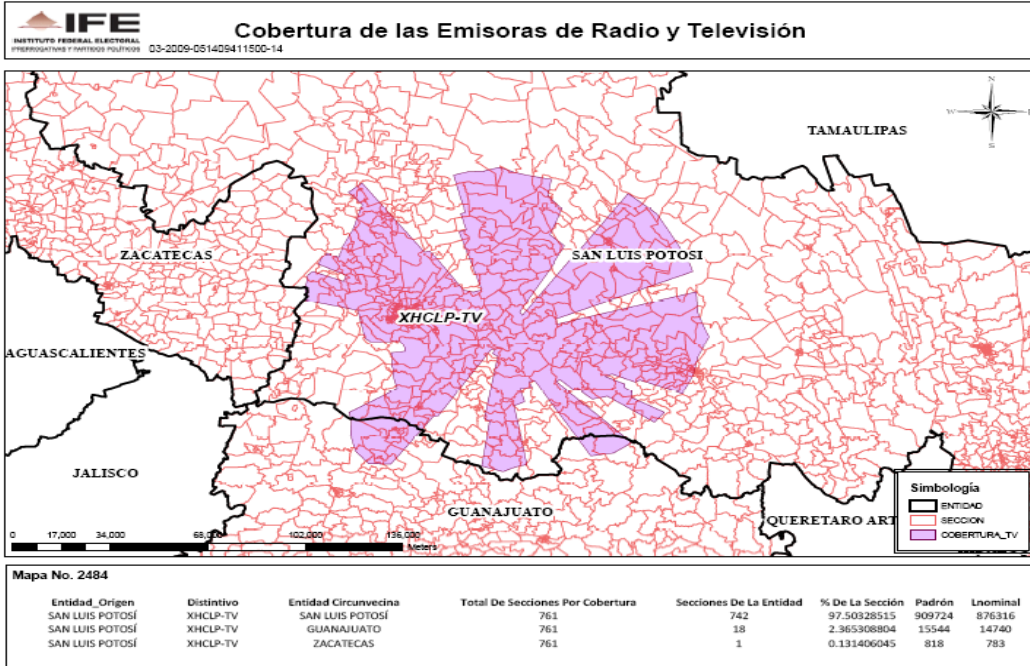 IFE
INSTITUTO FEDERAL ELECTORAL
PRERROGATIVAS Y PARTIDOS POLÍTICOS
03-2009-051409411500-14
Cobertura de las Emisoras de Radio y Televisión
N
W
S
TAMAULIPAS
ZACATECAS
SAN LUIS POTOSI
XHCLP-TV
AGUASCALIENTES
JALISCO
GUANAJUATO
QUERETARO ART
Simbología
ENTIDAD
SECCION
COBERTURA_TV
0 17,000 34,000 68,000 102,000 136,000
Meters
Mapa No. 2484
Entidad_Origen Distintivo Entidad Circunvecina Total De Secciones Por Cobertura Secciones De La Entidad % De La Sección Padrón Lnominal
SAN LUIS POTOSÍ XHCLP-TV SAN LUIS POTOSÍ 761 742 97.50328515 909724 876316
SAN LUIS POTOSÍ XHCLP-TV GUANAJUATO 761 18 2.365308804 15544 14740
SAN LUIS POTOSÍ XHCLP-TV ZACATECAS 761 1 0.131406045 818 783